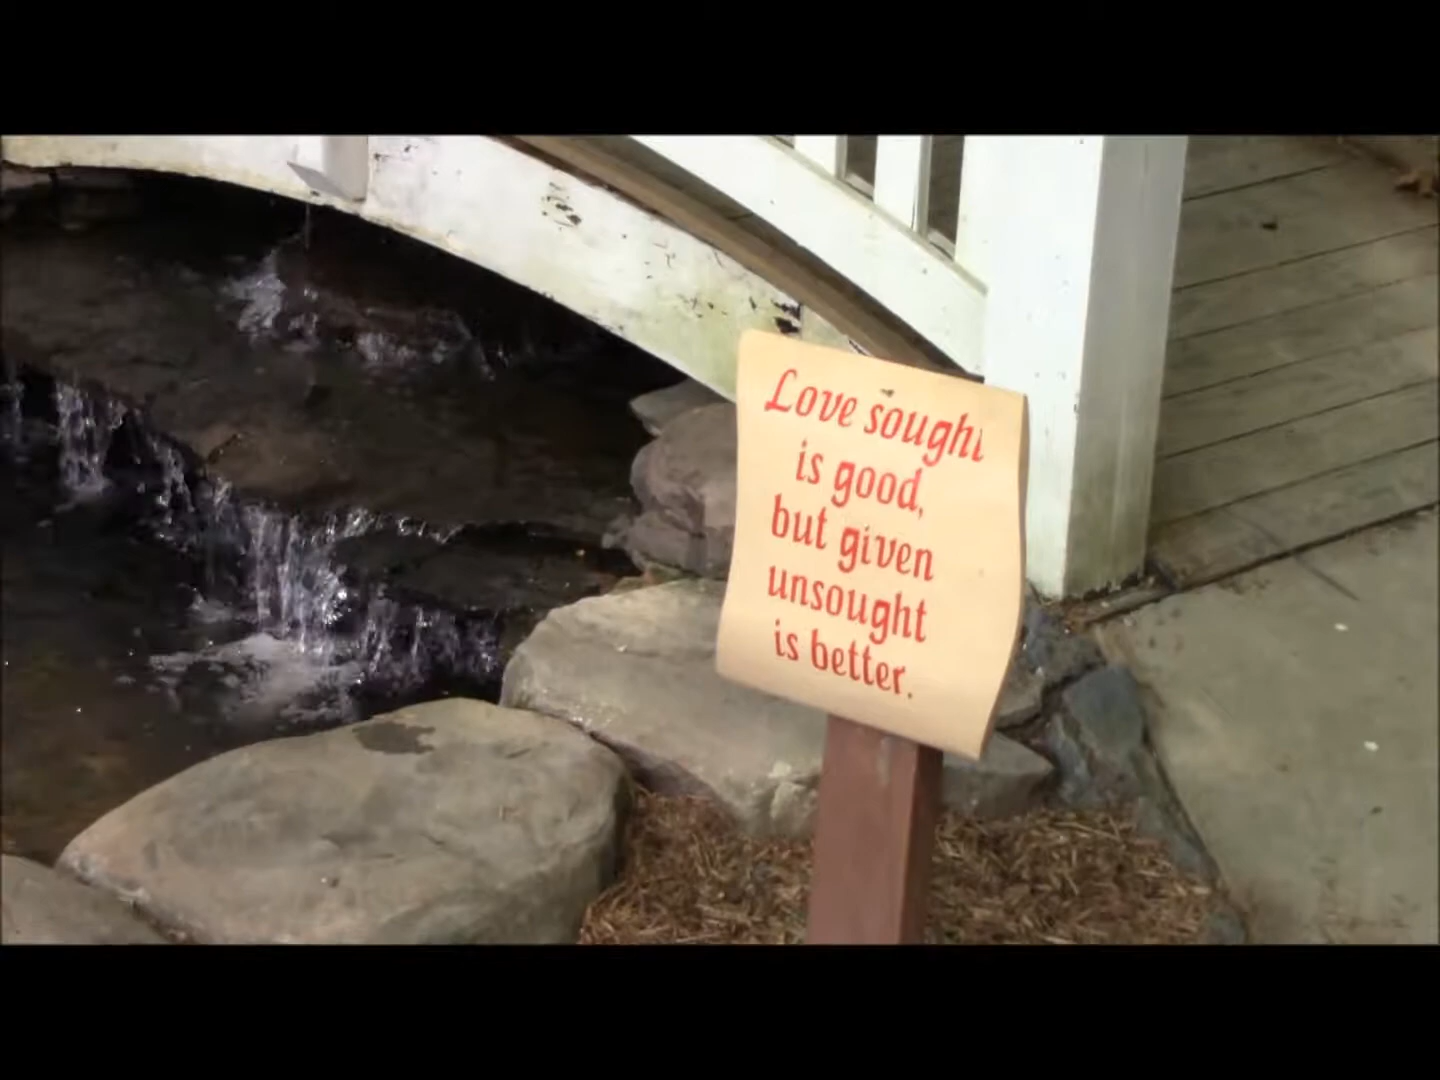 Love sought
is good,
but given
unsought
is better.